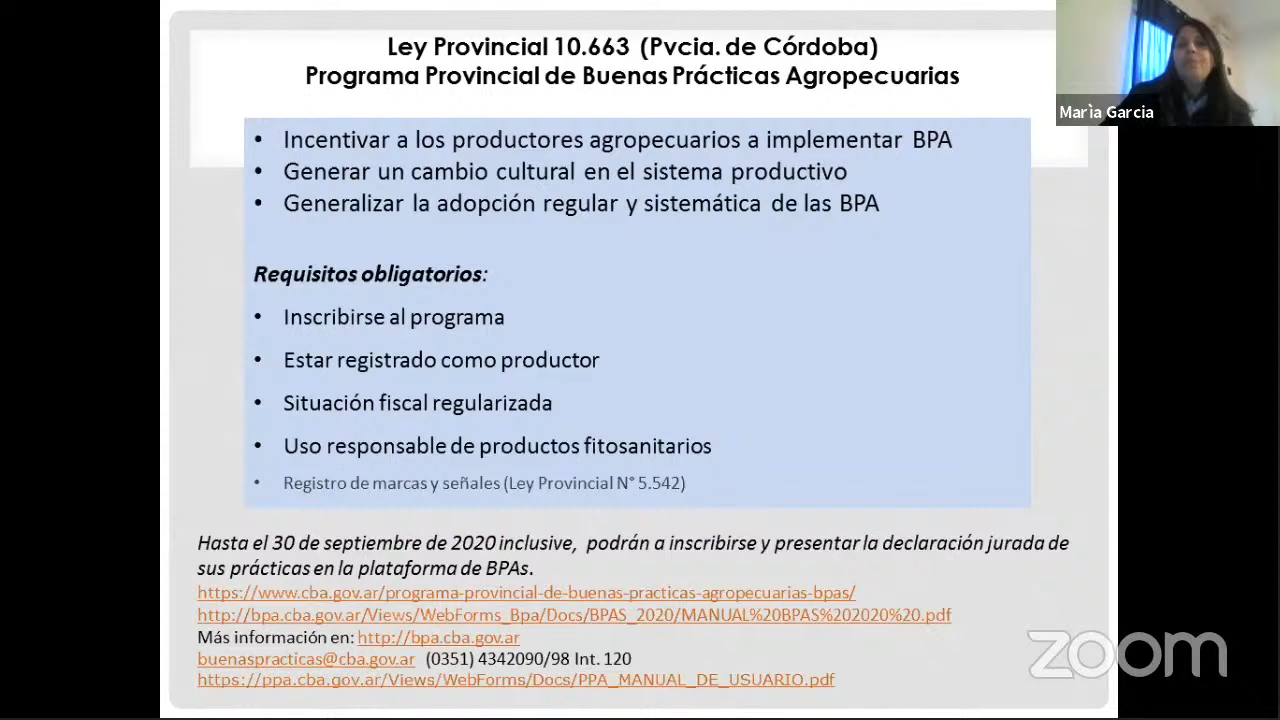 Ley Provincial 10.663 (Pvcia. de Córdoba)
Programa Provincial de Buenas Prácticas Agropecuarias
Marìa Garcia
• Incentivar a los productores agropecuarios a implementar BPA
• Generar un cambio cultural en el sistema productivo
• Generalizar la adopción regular y sistemática de las BPA
Requisitos obligatorios:
• Inscribirse al programa
• Estar registrado como productor
• Situación fiscal regularizada
• Uso responsable de productos fitosanitarios
• Registro de marcas y señales (Ley Provincial N° 5.542)
Hasta el 30 de septiembre de 2020 inclusive, podrán a inscribirse y presentar la declaración jurada de
sus prácticas en la plataforma de BPAs.
https://www.cba.gov.ar/programa-provincial-de-buenas-practicas-agropecuarias-bpas/
http://bpa.cba.gov.ar/Views/WebForms_Bpa/Docs/BPAS_2020/MANUAL%20BPAS%202020%20.pdf
Más información en: http://bpa.cba.gov.ar
buenaspracticas@cba.gov.ar (0351) 4342090/98 Int. 120
https://ppa.cba.gov.ar/Views/WebForms/Docs/PPA_MANUAL_DE_USUARIO.pdf
zoom